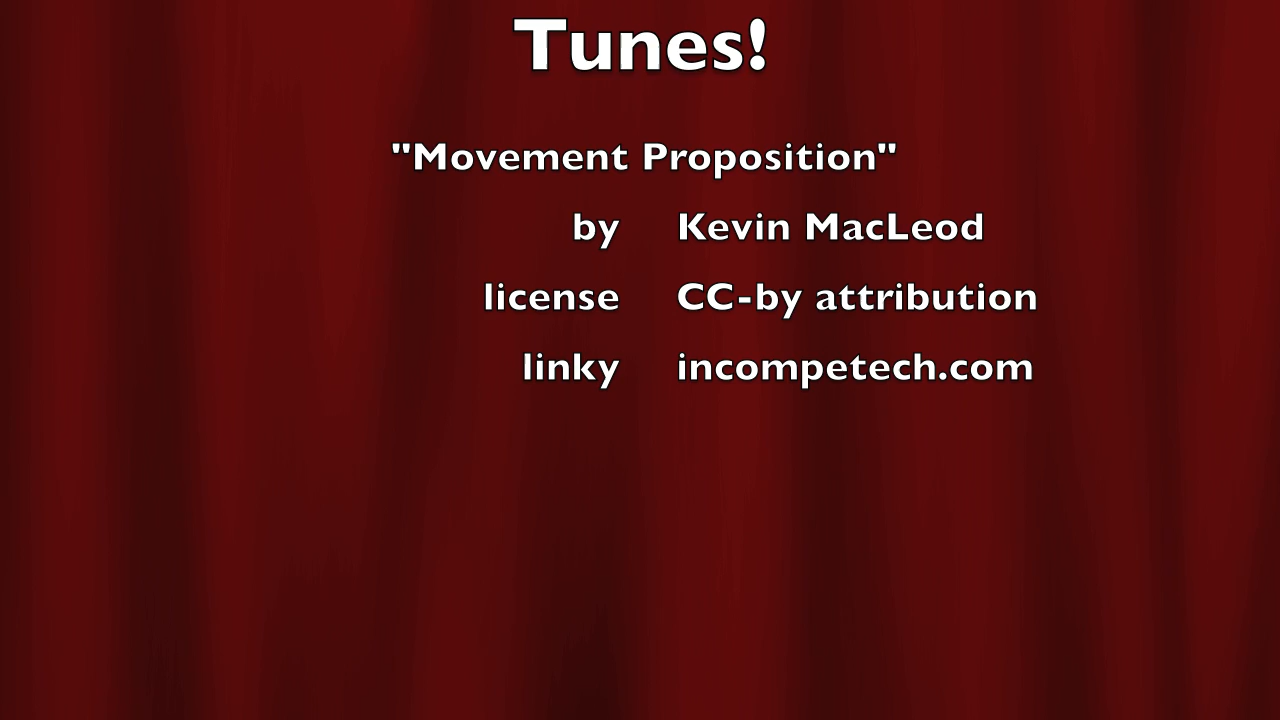 Tunes!
"Movement Proposition"
by Kevin MacLeod
license CC-by attribution
linky incompetech.com